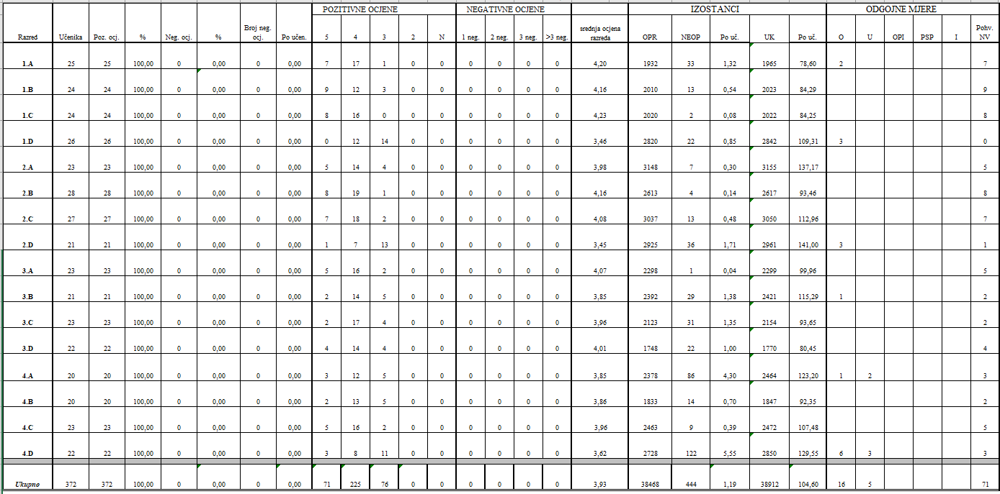 POZITIVNE OCJENE NEGATIVNE OCJENE IZOSTANCI ODGOJNE MJERE
Razred Učenika Poz. ocj. % Neg. ocj. % Broj neg. ocj. Po učen. 5 4 3 2 N 1 neg. 2 neg. 3 neg. >3 neg. srednja ocjena razreda OPR NEOP Po uč. UK Po uč. O U OPI PSP I Pohv. NV
1.A 25 25 100,00 0 0,00 0 0,00 7 17 1 0 0 0 0 0 0 4,20 1932 33 1,32 1965 78,60 2 7
1.B 24 24 100,00 0 0,00 0 0,00 9 12 3 0 0 0 0 0 0 4,16 2010 13 0,54 2023 84,29 9
1.C 24 24 100,00 0 0,00 0 0,00 8 16 0 0 0 0 0 0 0 4,23 2020 2 0,08 2022 84,25 8
1.D 26 26 100,00 0 0,00 0 0,00 0 12 14 0 0 0 0 0 0 3,46 2820 22 0,85 2842 109,31 3 0
2.A 23 23 100,00 0 0,00 0 0,00 5 14 4 0 0 0 0 0 0 3,98 3148 7 0,30 3155 137,17 5
2.B 28 28 100,00 0 0,00 0 0,00 8 19 1 0 0 0 0 0 0 4,16 2613 4 0,14 2617 93,46 8
2.C 27 27 100,00 0 0,00 0 0,00 7 18 2 0 0 0 0 0 0 4,08 3037 13 0,48 3050 112,96 7
2.D 21 21 100,00 0 0,00 0 0,00 1 7 13 0 0 0 0 0 0 3,45 2925 36 1,71 2961 141,00 3 1
3.A 23 23 100,00 0 0,00 0 0,00 5 16 2 0 0 0 0 0 0 4,07 2298 1 0,04 2299 99,96 5
3.B 21 21 100,00 0 0,00 0 0,00 2 14 5 0 0 0 0 0 0 3,85 2392 29 1,38 2421 115,29 1 2
3.C 23 23 100,00 0 0,00 0 0,00 2 17 4 0 0 0 0 0 0 3,96 2123 31 1,35 2154 93,65 2
3.D 22 22 100,00 0 0,00 0 0,00 4 14 4 0 0 0 0 0 0 4,01 1748 22 1,00 1770 80,45 4
4.A 20 20 100,00 0 0,00 0 0,00 3 12 5 0 0 0 0 0 0 3,85 2378 86 4,30 2464 123,20 1 2 3
4.B 20 20 100,00 0 0,00 0 0,00 2 13 5 0 0 0 0 0 0 3,86 1833 14 0,70 1847 92,35 2
4.C 23 23 100,00 0 0,00 0 0,00 5 16 2 0 0 0 0 0 0 3,96 2463 9 0,39 2472 107,48 5
4.D 22 22 100,00 0 0,00 0 0,00 3 8 11 0 0 0 0 0 0 3,62 2728 122 5,55 2850 129,55 6 3 3
Ukupno 372 372 100,00 0 0,00 0 0,00 71 225 76 0 0 0 0 0 0 3,93 38468 444 1,19 38912 104,60 16 5 71